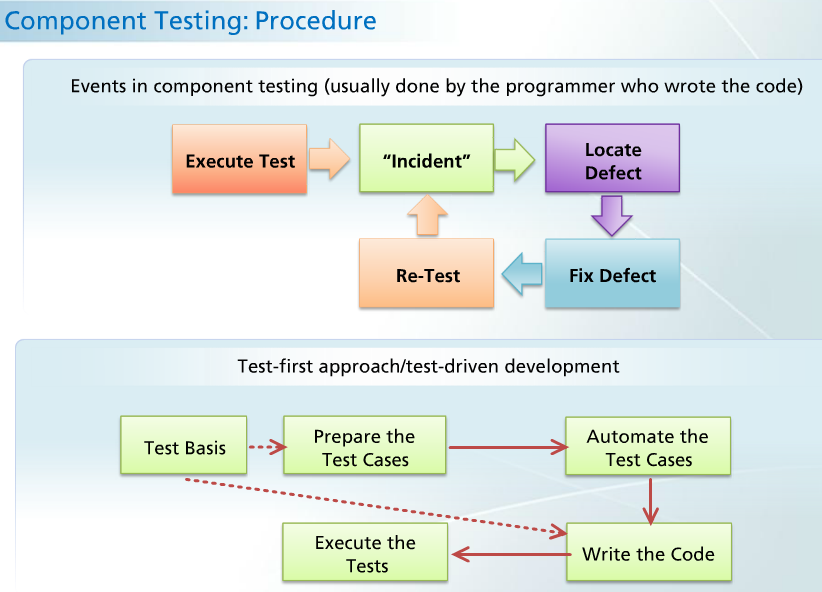 Component Testing: Procedure
Events in component testing (usually done by the programmer who wrote the code)
Execute Test
“Incident”
Locate
Defect
Re-Test
Fix Defect
Test-first approach/test-driven development
Test Basis
Prepare the
Test Cases
Automate the
Test Cases
Execute the
Tests
Write the Code